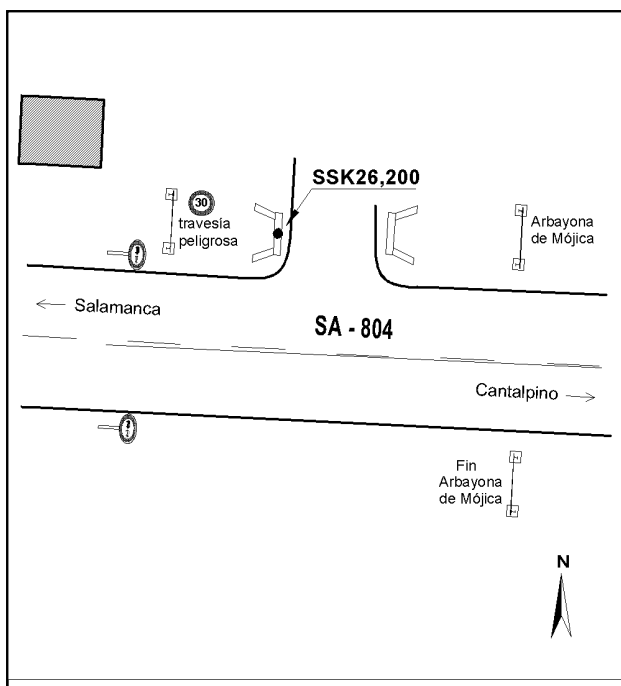 SSK26,200
30
travesía
peligrosa
Arbayona
de Mójica
Salamanca
SA - 804
Cantalpino
Fin
Arbayona
de Mójica
N